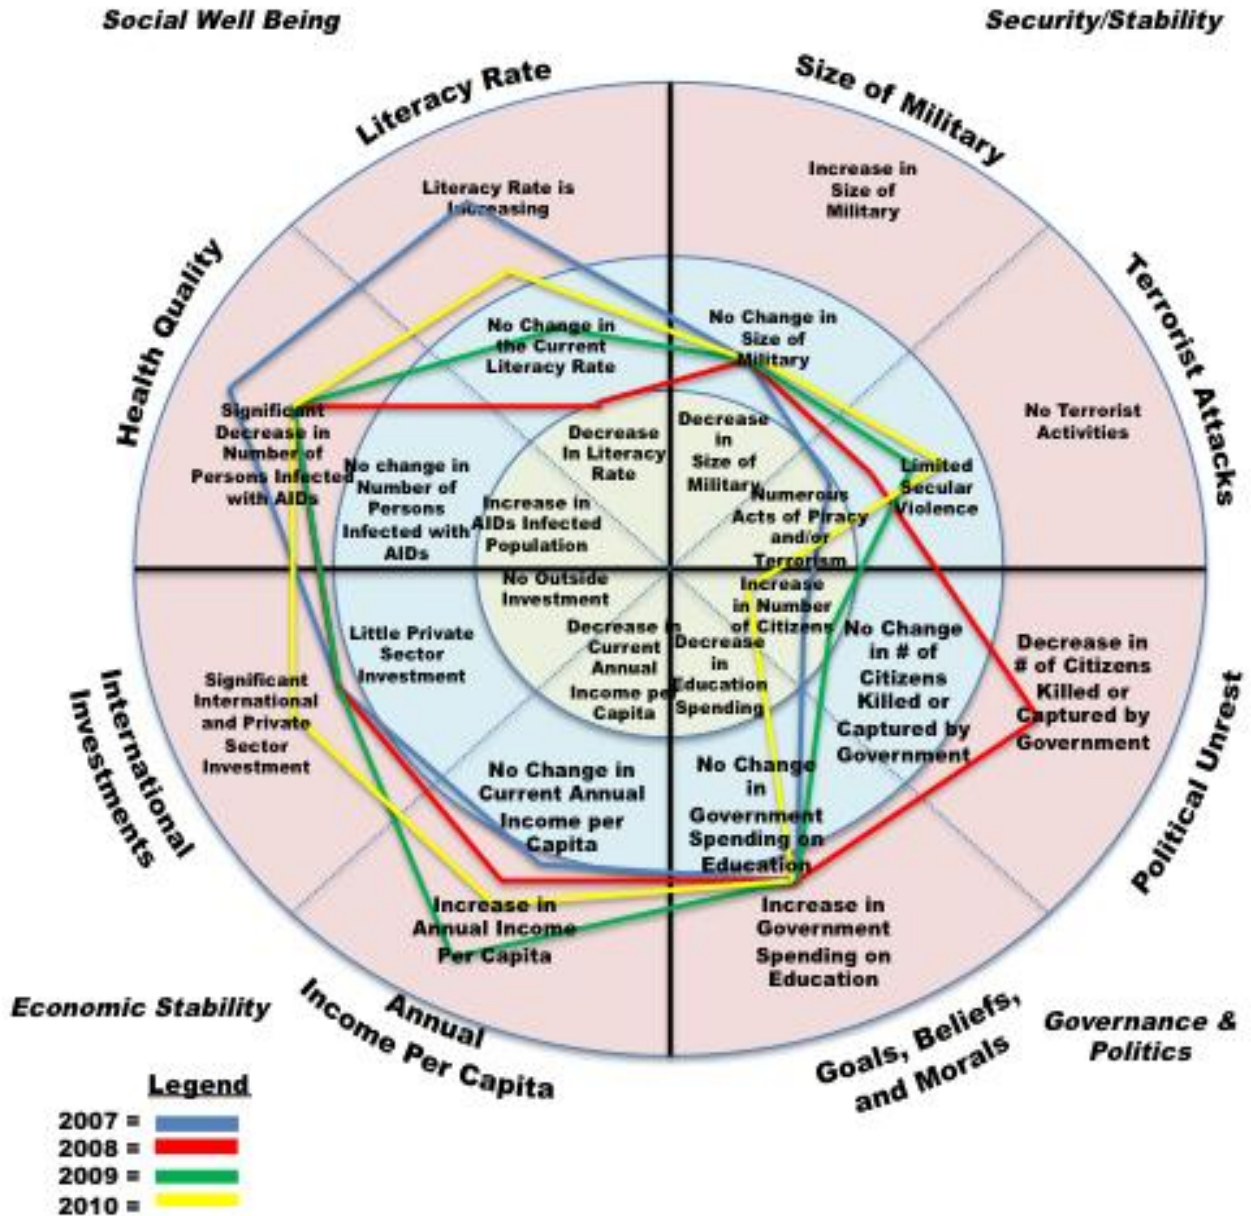 Social Well Being
Security/Stability
Literacy Rate
Size of Military
Health Quality
Terrorist Attacks
International
Investments
Political Unrest
Annual
Income Per Capita
Goals, Beliefs,
and Morals
Economic Stability
Governance &
Politics
Literacy Rate is
Increasing
No Change in
the Current
Literacy Rate
Decrease
In Literacy
Rate
Increase in
Size of
Military
No Change in
Size of
Military
Decrease
in
Size of
Military
No Terrorist
Activities
Limited
Secular
Violence
Numerous
Acts of Piracy
and/or
Terrorism
Significant
Decrease in
Number of
Persons Infected
with AIDs
No change in
Number of
Persons
Infected with
AIDs
Increase in
AIDs Infected
Population
No Outside
Investment
Little Private
Sector
Investment
Significant
International
and Private
Sector
Investment
Decrease in
Current
Annual
Income per
Capita
No Change in
Current Annual
Income per
Capita
Increase in
Annual Income
Per Capita
Increase
in Number
of Citizens
No Change
in # of
Citizens
Killed or
Captured by
Government
Decrease in
# of Citizens
Killed or
Captured by
Government
Decrease
in
Education
Spending
No Change
in
Government
Spending on
Education
Increase in
Government
Spending on
Education
Legend
2007 =
2008 =
2009 =
2010 =